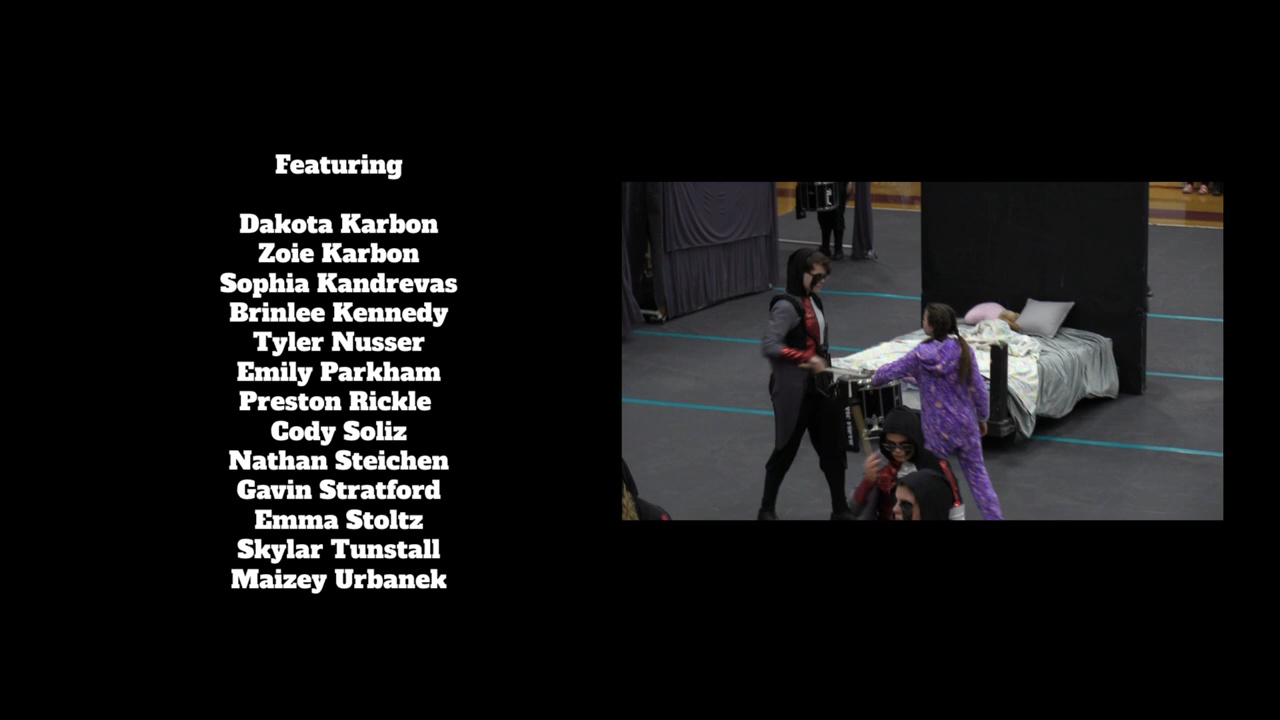 Featuring
Dakota Karbon
Zoie Karbon
Sophia Kandrevas
Brinlee Kennedy
Tyler Nusser
Emily Parkham
Preston Rickle
Cody Soliz
Nathan Steichen
Gavin Stratford
Emma Stoltz
Skylar Tunstall
Maizey Urbanek